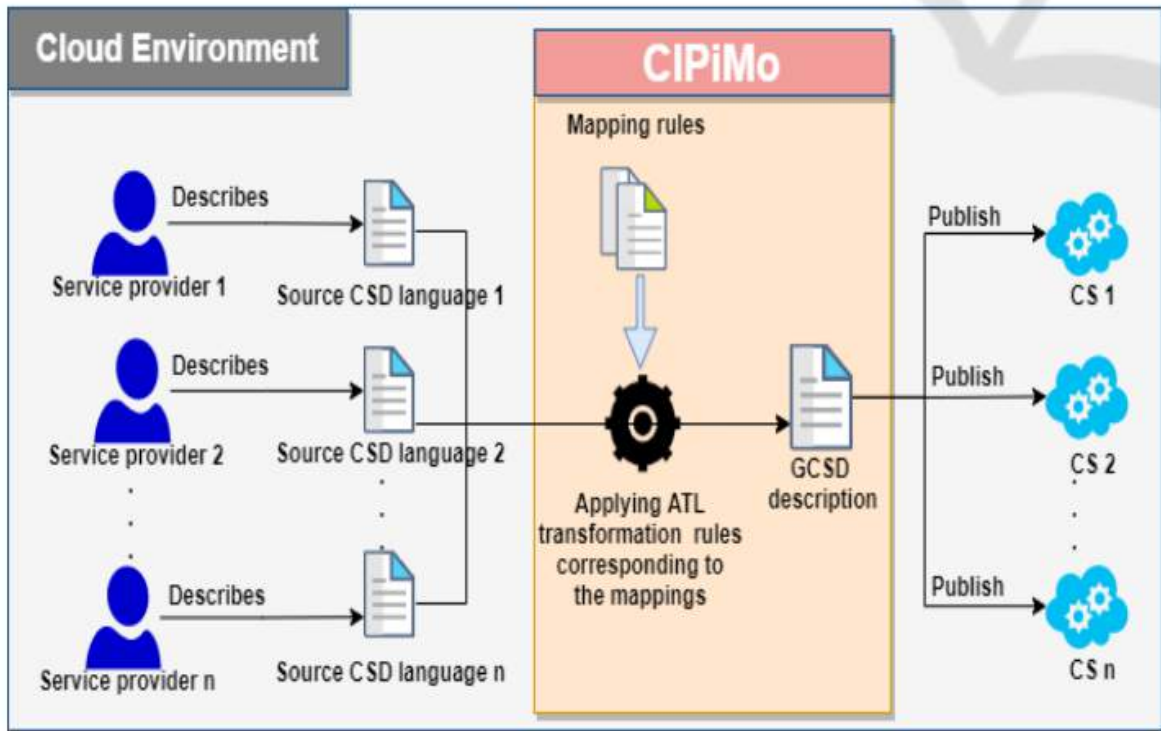 Cloud Environment
CIPiMo
Mapping rules
Describes
Service provider 1
Source CSD language 1
Publish
CS 1
Describes
Service provider 2
Source CSD language 2
GCSD
description
Publish
CS 2
Applying ATL
transformation rules
corresponding to
the mappings
Describes
Service provider n
Source CSD language n
Publish
CS n